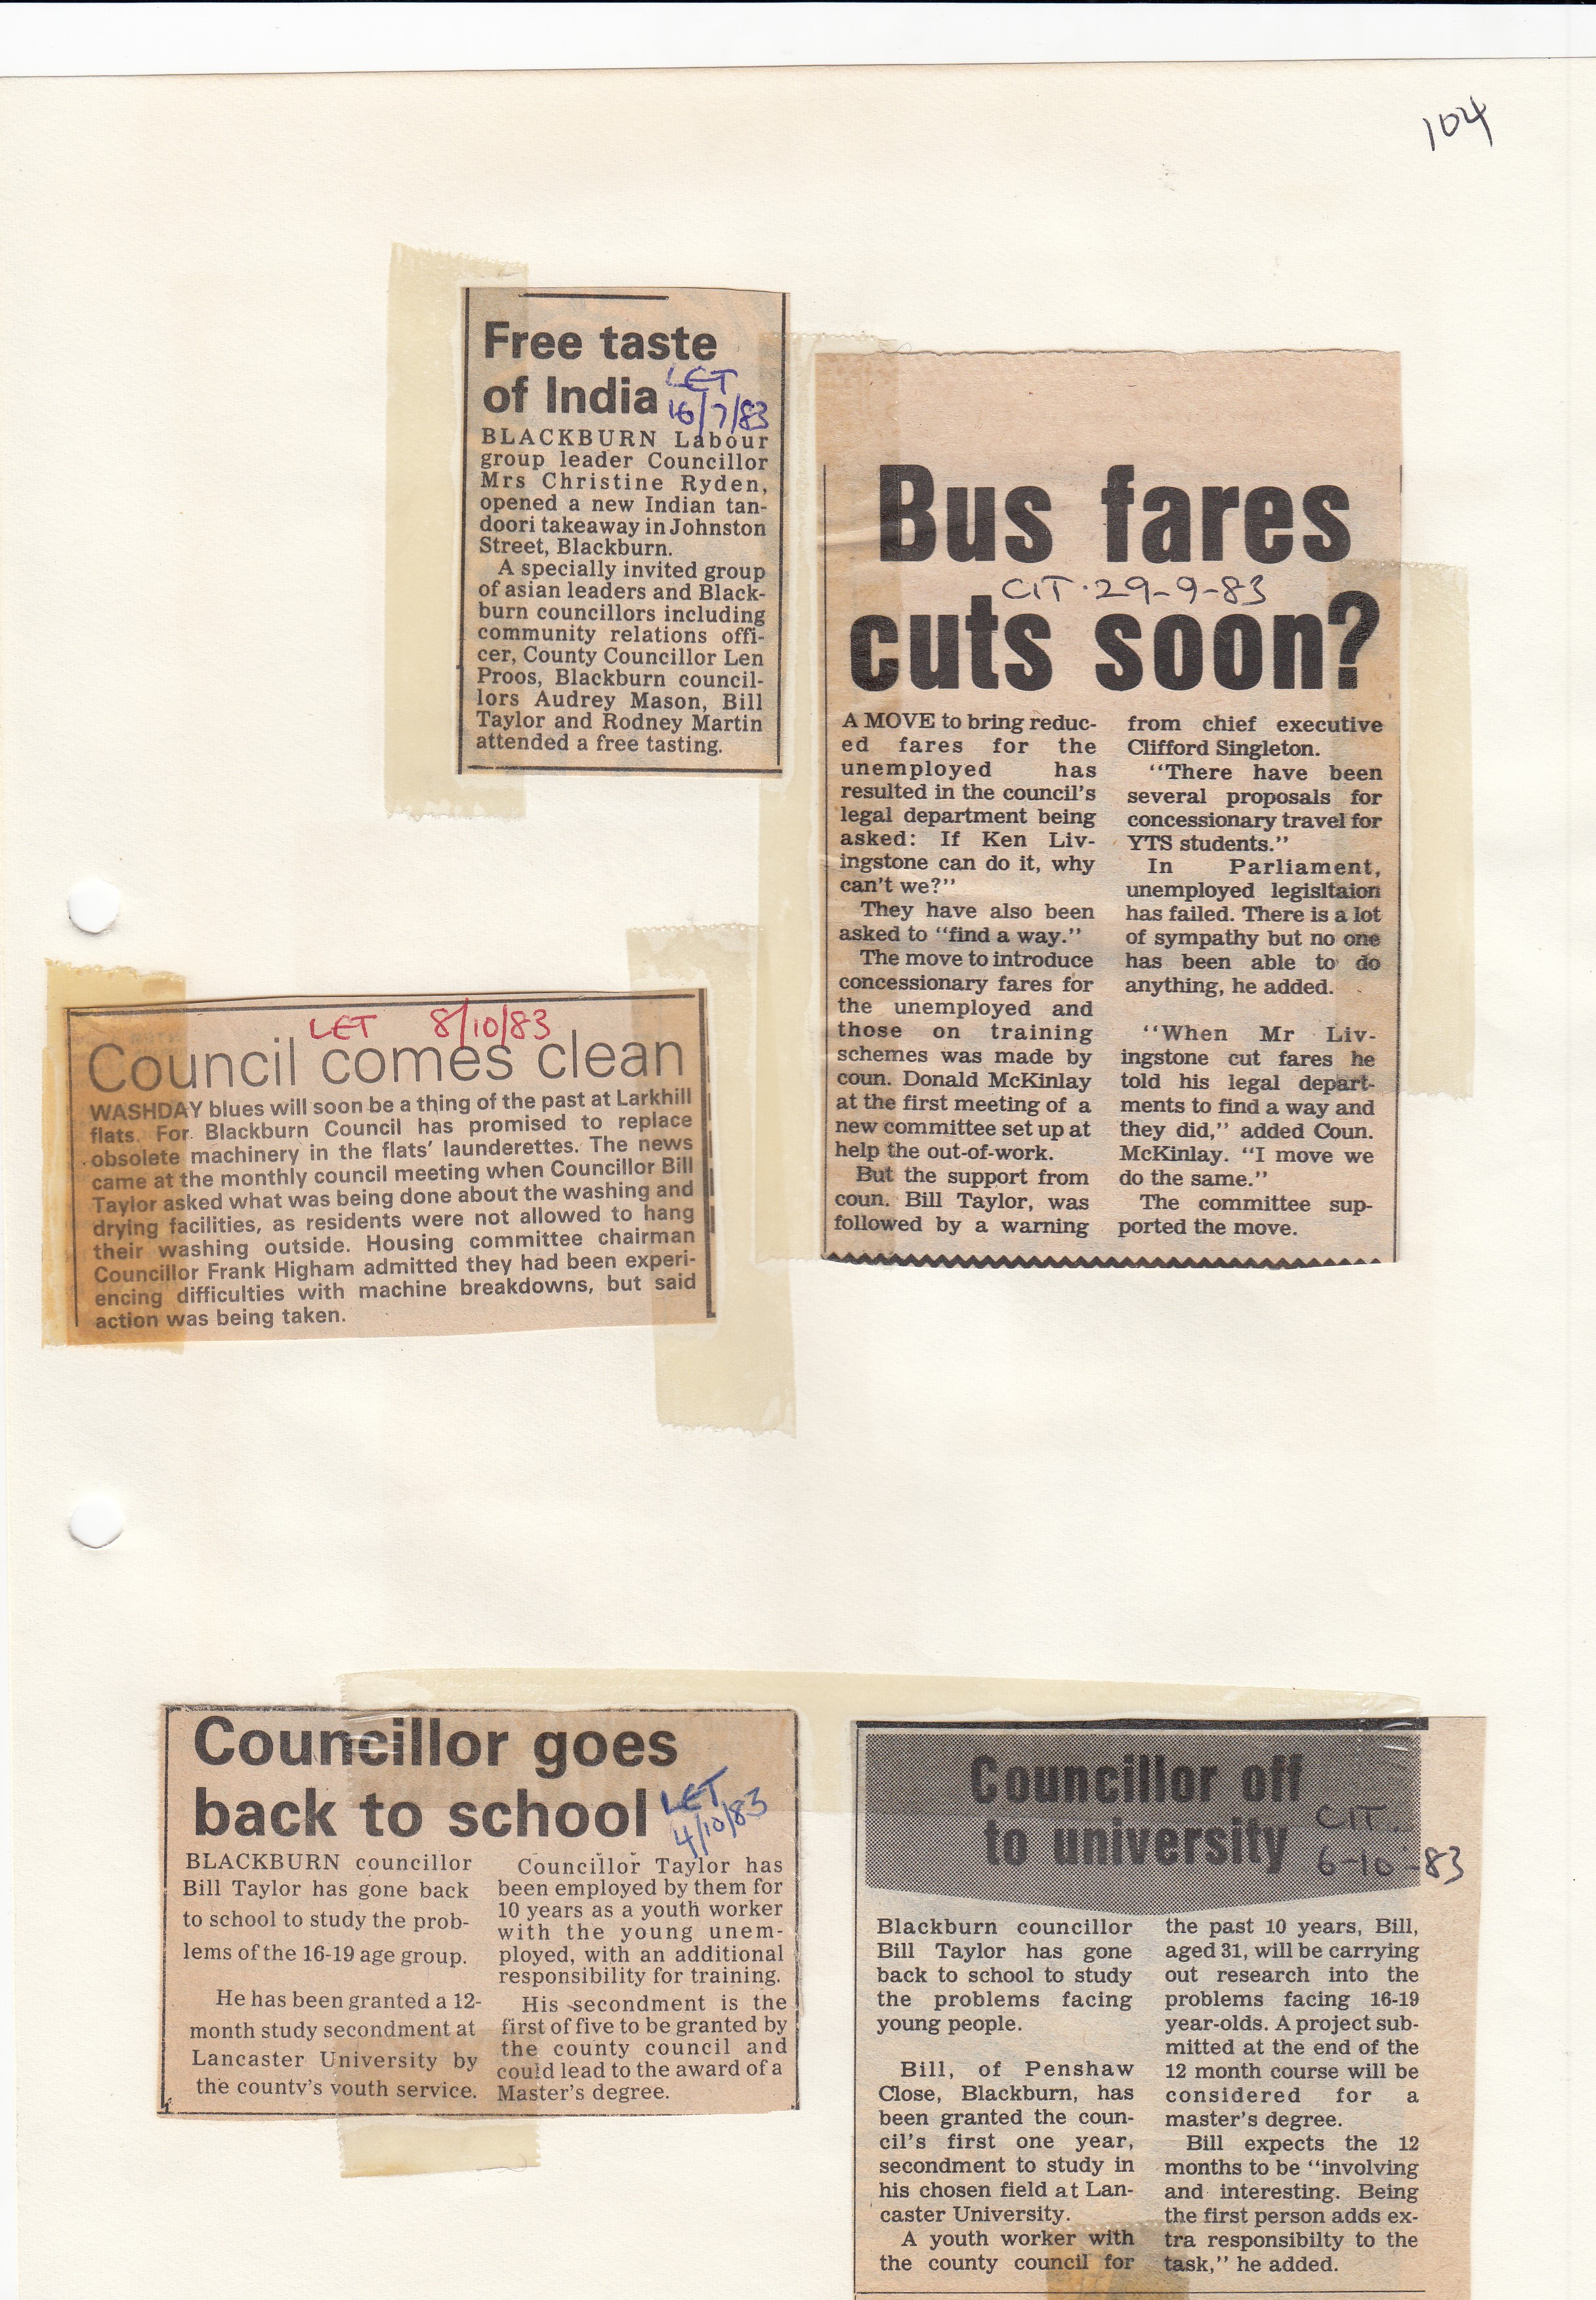 104
Free taste
of India
LET
16/7/83
BLACKBURN Labour
group leader Councillor
Mrs Christine Ryden,
opened a new Indian tan-
doori takeaway in Johnston
Street, Blackburn.
A specially invited group
of asian leaders and Black-
burn councillors including
community relations offi-
cer, County Councillor Len
Proos, Blackburn council-
lors Audrey Mason, Bill
Taylor and Rodney Martin
attended a free tasting.
Bus fares
CIT. 29-9-83
cuts soon?
A MOVE to bring reduc-
ed fares for the
unemployed has
resulted in the council's
legal department being
asked: If Ken Liv-
ingstone can do it, why
can't we?"
They have also been
asked to "find a way."
The move to introduce
concessionary fares for
the unemployed and
those on training
schemes was made by
coun. Donald McKinlay
at the first meeting of a
new committee set up at
help the out-of-work.
But the support from
coun. Bill Taylor, was
followed by a warning
from chief executive
Clifford Singleton.
"There have been
several proposals for
concessionary travel for
YTS students."
In Parliament,
unemployed legisltaion
has failed. There is a lot
of sympathy but no one
has been able to do
anything, he added.
"When Mr Liv-
ingstone cut fares he
told his legal depart-
ments to find a way and
they did," added Coun.
McKinlay. "I move we
do the same."
The committee sup-
ported the move.
LET 8/10/83
Council comes clean
WASHDAY blues will soon be a thing of the past at Larkhill
flats. For Blackburn Council has promised to replace
obsolete machinery in the flats' launderettes. The news
came at the monthly council meeting when Councillor Bill
Taylor asked what was being done about the washing and
drying facilities, as residents were not allowed to hang
their washing outside. Housing committee chairman
Councillor Frank Higham admitted they had been experi-
encing difficulties with machine breakdowns, but said
action was being taken.
Councillor goes
back to school
LET
4/10/83
BLACKBURN councillor
Bill Taylor has gone back
to school to study the prob-
lems of the 16-19 age group.
He has been granted a 12-
month study secondment at
Lancaster University by
the county's youth service.
Councillor Taylor has
been employed by them for
10 years as a youth worker
with the young unem-
ployed, with an additional
responsibility for training.
His secondment is the
first of five to be granted by
the county council and
could lead to the award of a
Master's degree.
Councillor off
to university
CIT.
6-10-83
Blackburn councillor
Bill Taylor has gone
back to school to study
the problems facing
young people.
Bill, of Penshaw
Close, Blackburn, has
been granted the coun-
cil's first one year,
secondment to study in
his chosen field at Lan-
caster University.
A youth worker with
the county council for
the past 10 years, Bill,
aged 31, will be carrying
out research into the
problems facing 16-19
year-olds. A project sub-
mitted at the end of the
12 month course will be
considered for a
master's degree.
Bill expects the 12
months to be "involving
and interesting. Being
the first person adds ex-
tra responsibilty to the
task," he added.